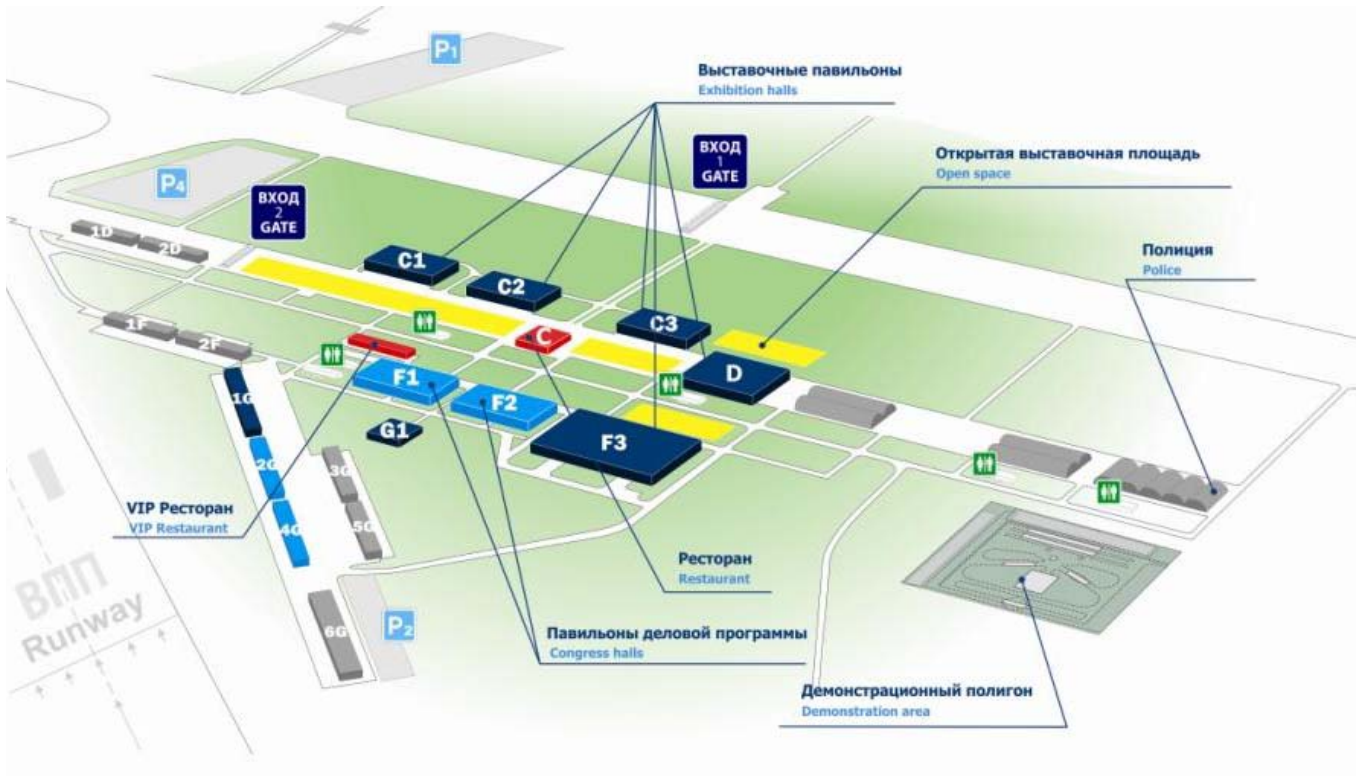 P1
Выставочные павильоны
Exhibition halls
ВХОД
1
GATE
Открытая выставочная площадь
Open space
P4
ВХОД
2
GATE
Полиция
Police
1D
2D
C1
C2
C3
1F
2F
C
D
F1
F2
F3
1G
G1
2G
3G
4G
5G
6G
VIP Ресторан
VIP Restaurant
Ресторан
Restaurant
ВПП
Runway
P2
Павильоны деловой программы
Congress halls
Демонстрационный полигон
Demonstration area